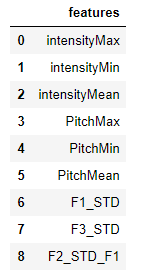 features
0 intensityMax
1 intensityMin
2 intensityMean
3 PitchMax
4 PitchMin
5 PitchMean
6 F1_STD
7 F3_STD
8 F2_STD_F1